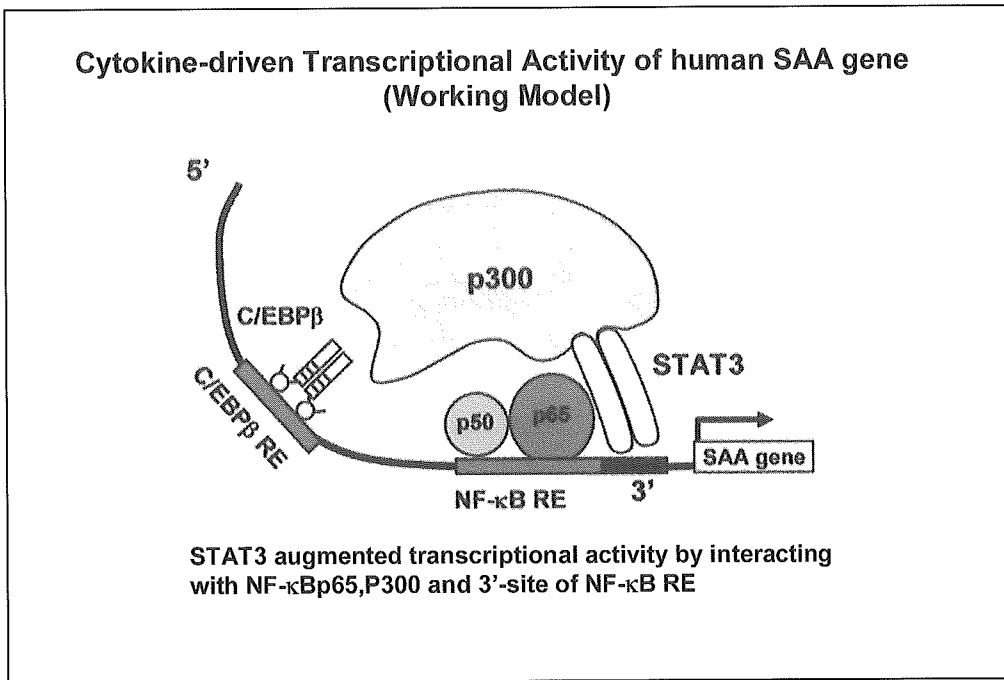 Cytokine-driven Transcriptional Activity of human SAA gene
(Working Model)
5’
p300
C/EBPβ
STAT3
C/EBPβ RE
p50
p65
SAA gene
NF-κB RE
3’
STAT3 augmented transcriptional activity by interacting
with NF-κBp65,P300 and 3’-site of NF-κB RE